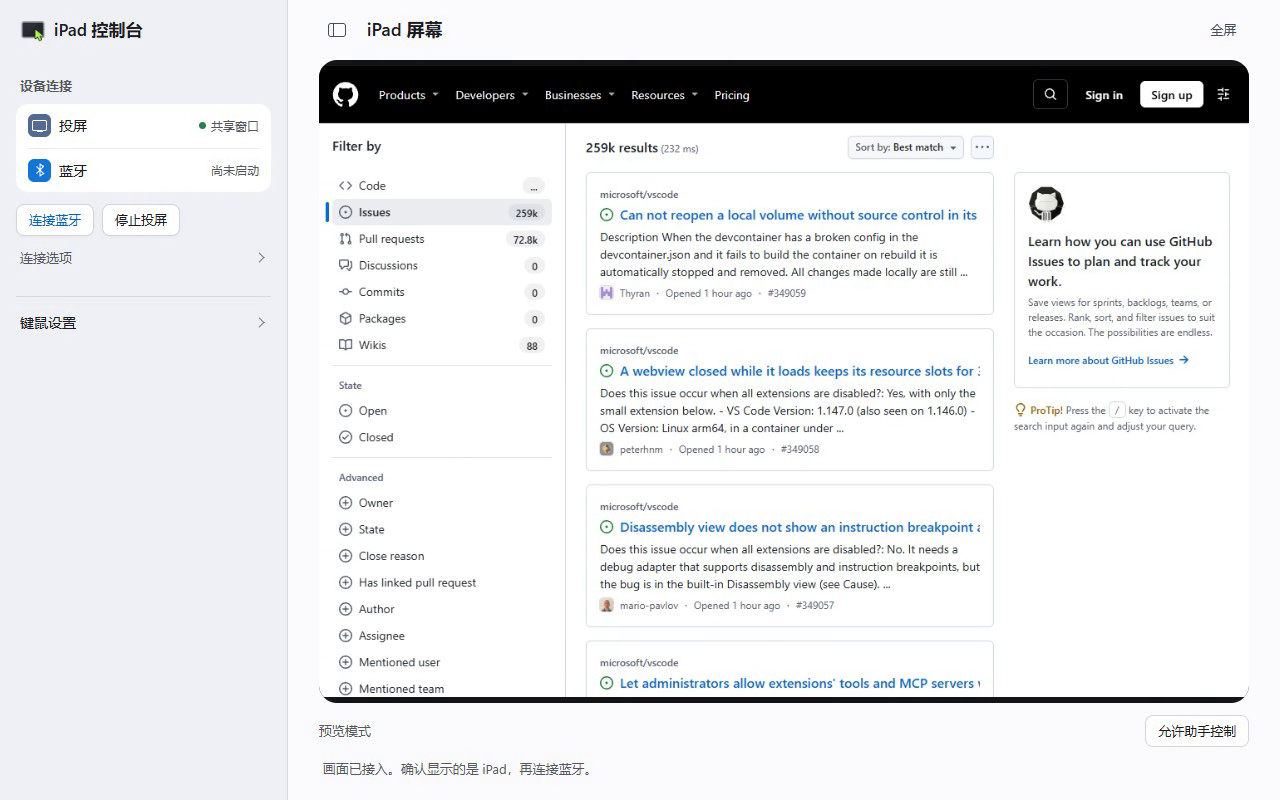 iPad 控制台
设备连接
投屏
共享窗口
蓝牙
尚未启动
连接蓝牙
停止投屏
连接选项
键鼠设置
iPad 屏幕
全屏
Products
Developers
Businesses
Resources
Pricing
Sign in
Sign up
Filter by
Code
...
Issues
259k
Pull requests
72.8k
Discussions
0
Commits
0
Packages
0
Wikis
88
State
Open
Closed
Advanced
Owner
State
Close reason
Has linked pull request
Author
Assignee
Mentioned user
Mentioned team
259k results (232 ms)
Sort by: Best match
microsoft/vscode
Can not reopen a local volume without source control in its
Description When the devcontainer has a broken config in the
devcontainer.json and it fails to build the container on rebuild it is
automatically stopped and removed. All changes made locally are still ...
Thyran · Opened 1 hour ago · #349059
microsoft/vscode
A webview closed while it loads keeps its resource slots for
Does this issue occur when all extensions are disabled?: Yes, with only the
small extension below. - VS Code Version: 1.147.0 (also seen on 1.146.0) -
OS Version: Linux arm64, in a container under ...
peterhnm · Opened 1 hour ago · #349058
microsoft/vscode
Disassembly view does not show an instruction breakpoint
Does this issue occur when all extensions are disabled?: No. It needs a
debug adapter that supports disassembly and instruction breakpoints, but
the bug is in the built-in Disassembly view (see Cause). ...
mario-pavlov · Opened 1 hour ago · #349057
microsoft/vscode
Let administrators allow extensions' tools and MCP servers
Learn how you can use GitHub
Issues to plan and track your
work.
Save views for sprints, backlogs, teams, or
releases. Rank, sort, and filter issues to suit
the occasion. The possibilities are endless.
Learn more about GitHub Issues →
ProTip! Press the / key to activate the
search input again and adjust your query.
预览模式
允许助手控制
画面已接入。确认显示的是 iPad，再连接蓝牙。